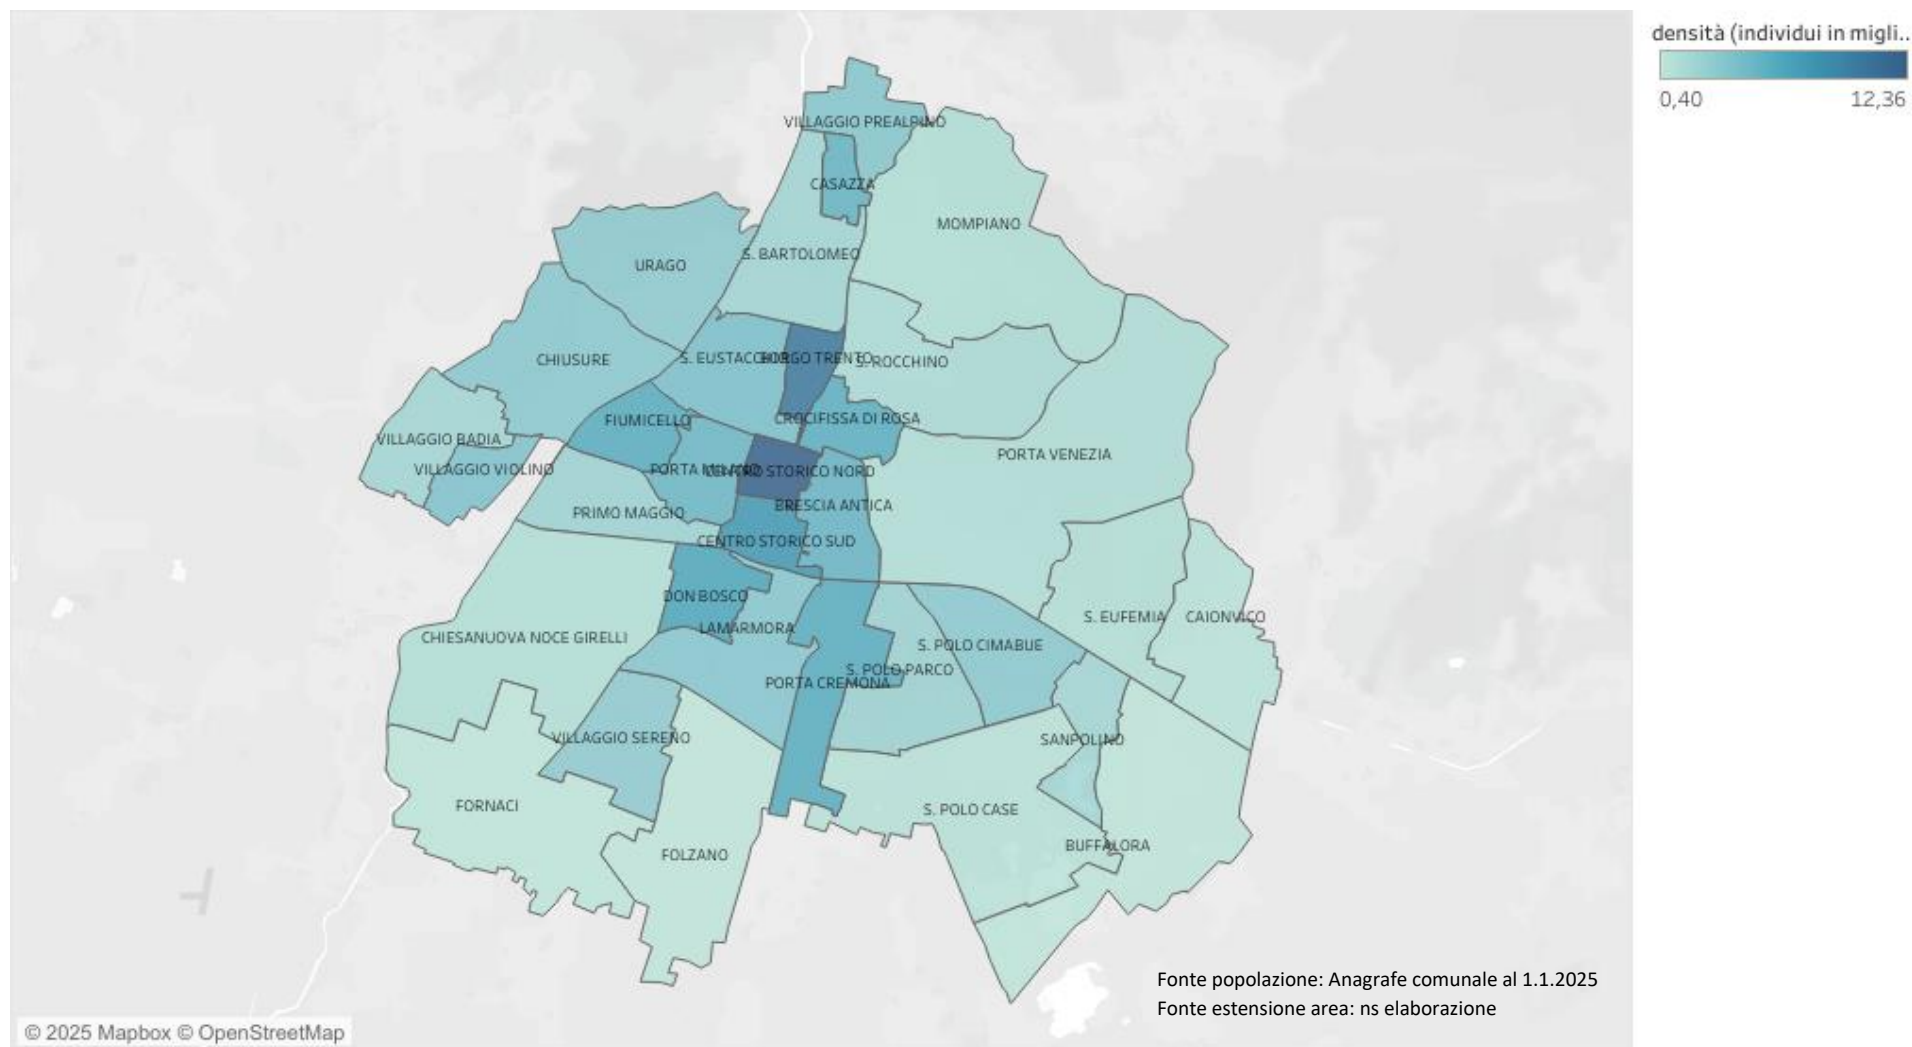 densità (individui in migli..
0,40 12,36
VILLAGGIO PREALPINO
CASAZZA
MOMPIANO
S. BARTOLOMEO
URAGO
CHIUSURE
S. EUSTACCHIO
BORGO TRENTO
S. ROCCHINO
FIUMICELLO
CROCIFISSA DI ROSA
VILLAGGIO BADIA
PORTA VENEZIA
VILLAGGIO VIOLINO
PORTA MILANO
CENTRO STORICO NORD
BRESCIA ANTICA
PRIMO MAGGIO
CENTRO STORICO SUD
DON BOSCO
S. EUFEMIA
CAIONVICO
LAMARMORA
CHIESANUOVA NOCE GIRELLI
S. POLO CIMABUE
S. POLO PARCO
PORTA CREMONA
VILLAGGIO SERENO
SANPOLINO
FORNACI
S. POLO CASE
BUFFALORA
FOLZANO
Fonte popolazione: Anagrafe comunale al 1.1.2025
Fonte estensione area: ns elaborazione
© 2025 Mapbox © OpenStreetMap